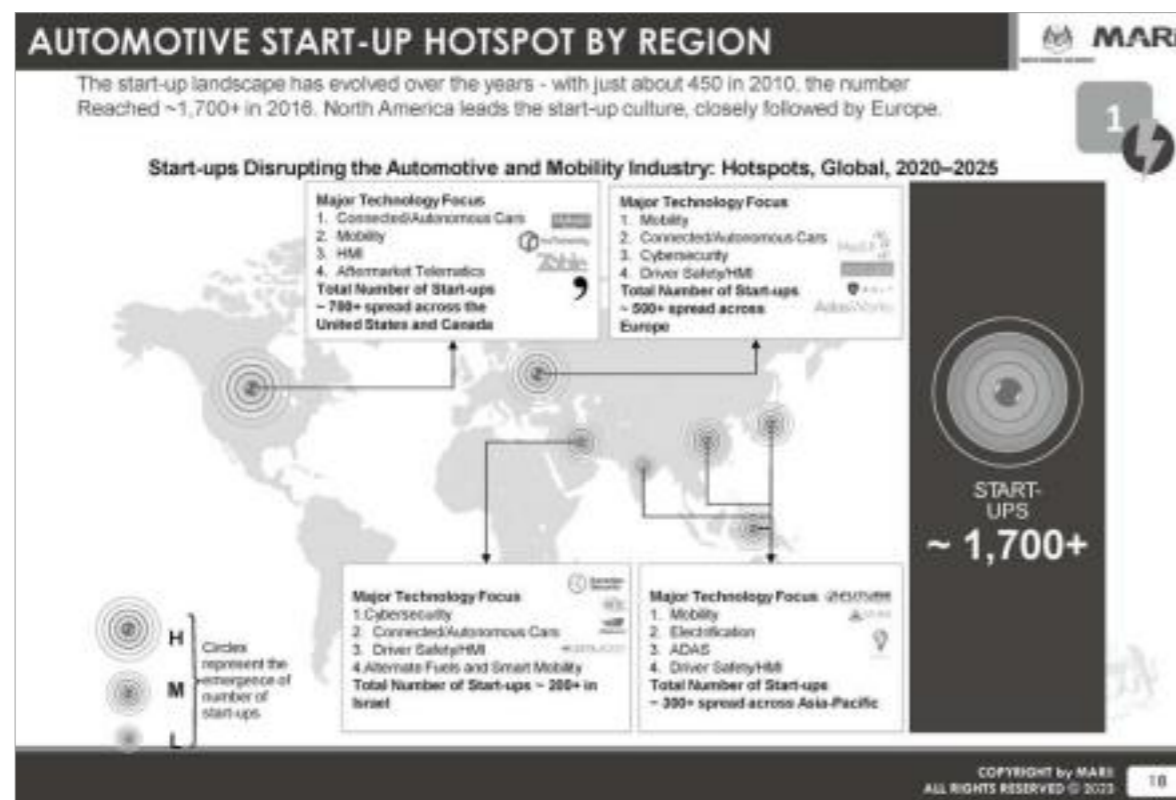 AUTOMOTIVE START-UP HOTSPOT BY REGION
MARii
The start-up landscape has evolved over the years - with just about 450 in 2010, the number
Reached ~1,700+ in 2016. North America leads the start-up culture, closely followed by Europe.
1
Start-ups Disrupting the Automotive and Mobility Industry: Hotspots, Global, 2020–2025
Major Technology Focus
1. Connected/Autonomous Cars
2. Mobility
3. HMI
4. Aftermarket Telematics
Total Number of Start-ups
~ 700+ spread across the
United States and Canada
Zubie
Major Technology Focus
1. Mobility
2. Connected/Autonomous Cars
3. Cybersecurity
4. Driver Safety/HMI
Total Number of Start-ups
~ 500+ spread across
Europe
AdasWorks
START-
UPS
~ 1,700+
Major Technology Focus
1.Cybersecurity
2. Connected/Autonomous Cars
3. Driver Safety/HMI
4.Alternate Fuels and Smart Mobility
Total Number of Start-ups ~ 200+ in
Israel
Major Technology Focus
1. Mobility
2. Electrification
3. ADAS
4. Driver Safety/HMI
Total Number of Start-ups
~ 300+ spread across Asia-Pacific
H
M
L
Circles
represent the
emergence of
number of
start-ups
COPYRIGHT by MARii
ALL RIGHTS RESERVED © 2023
18